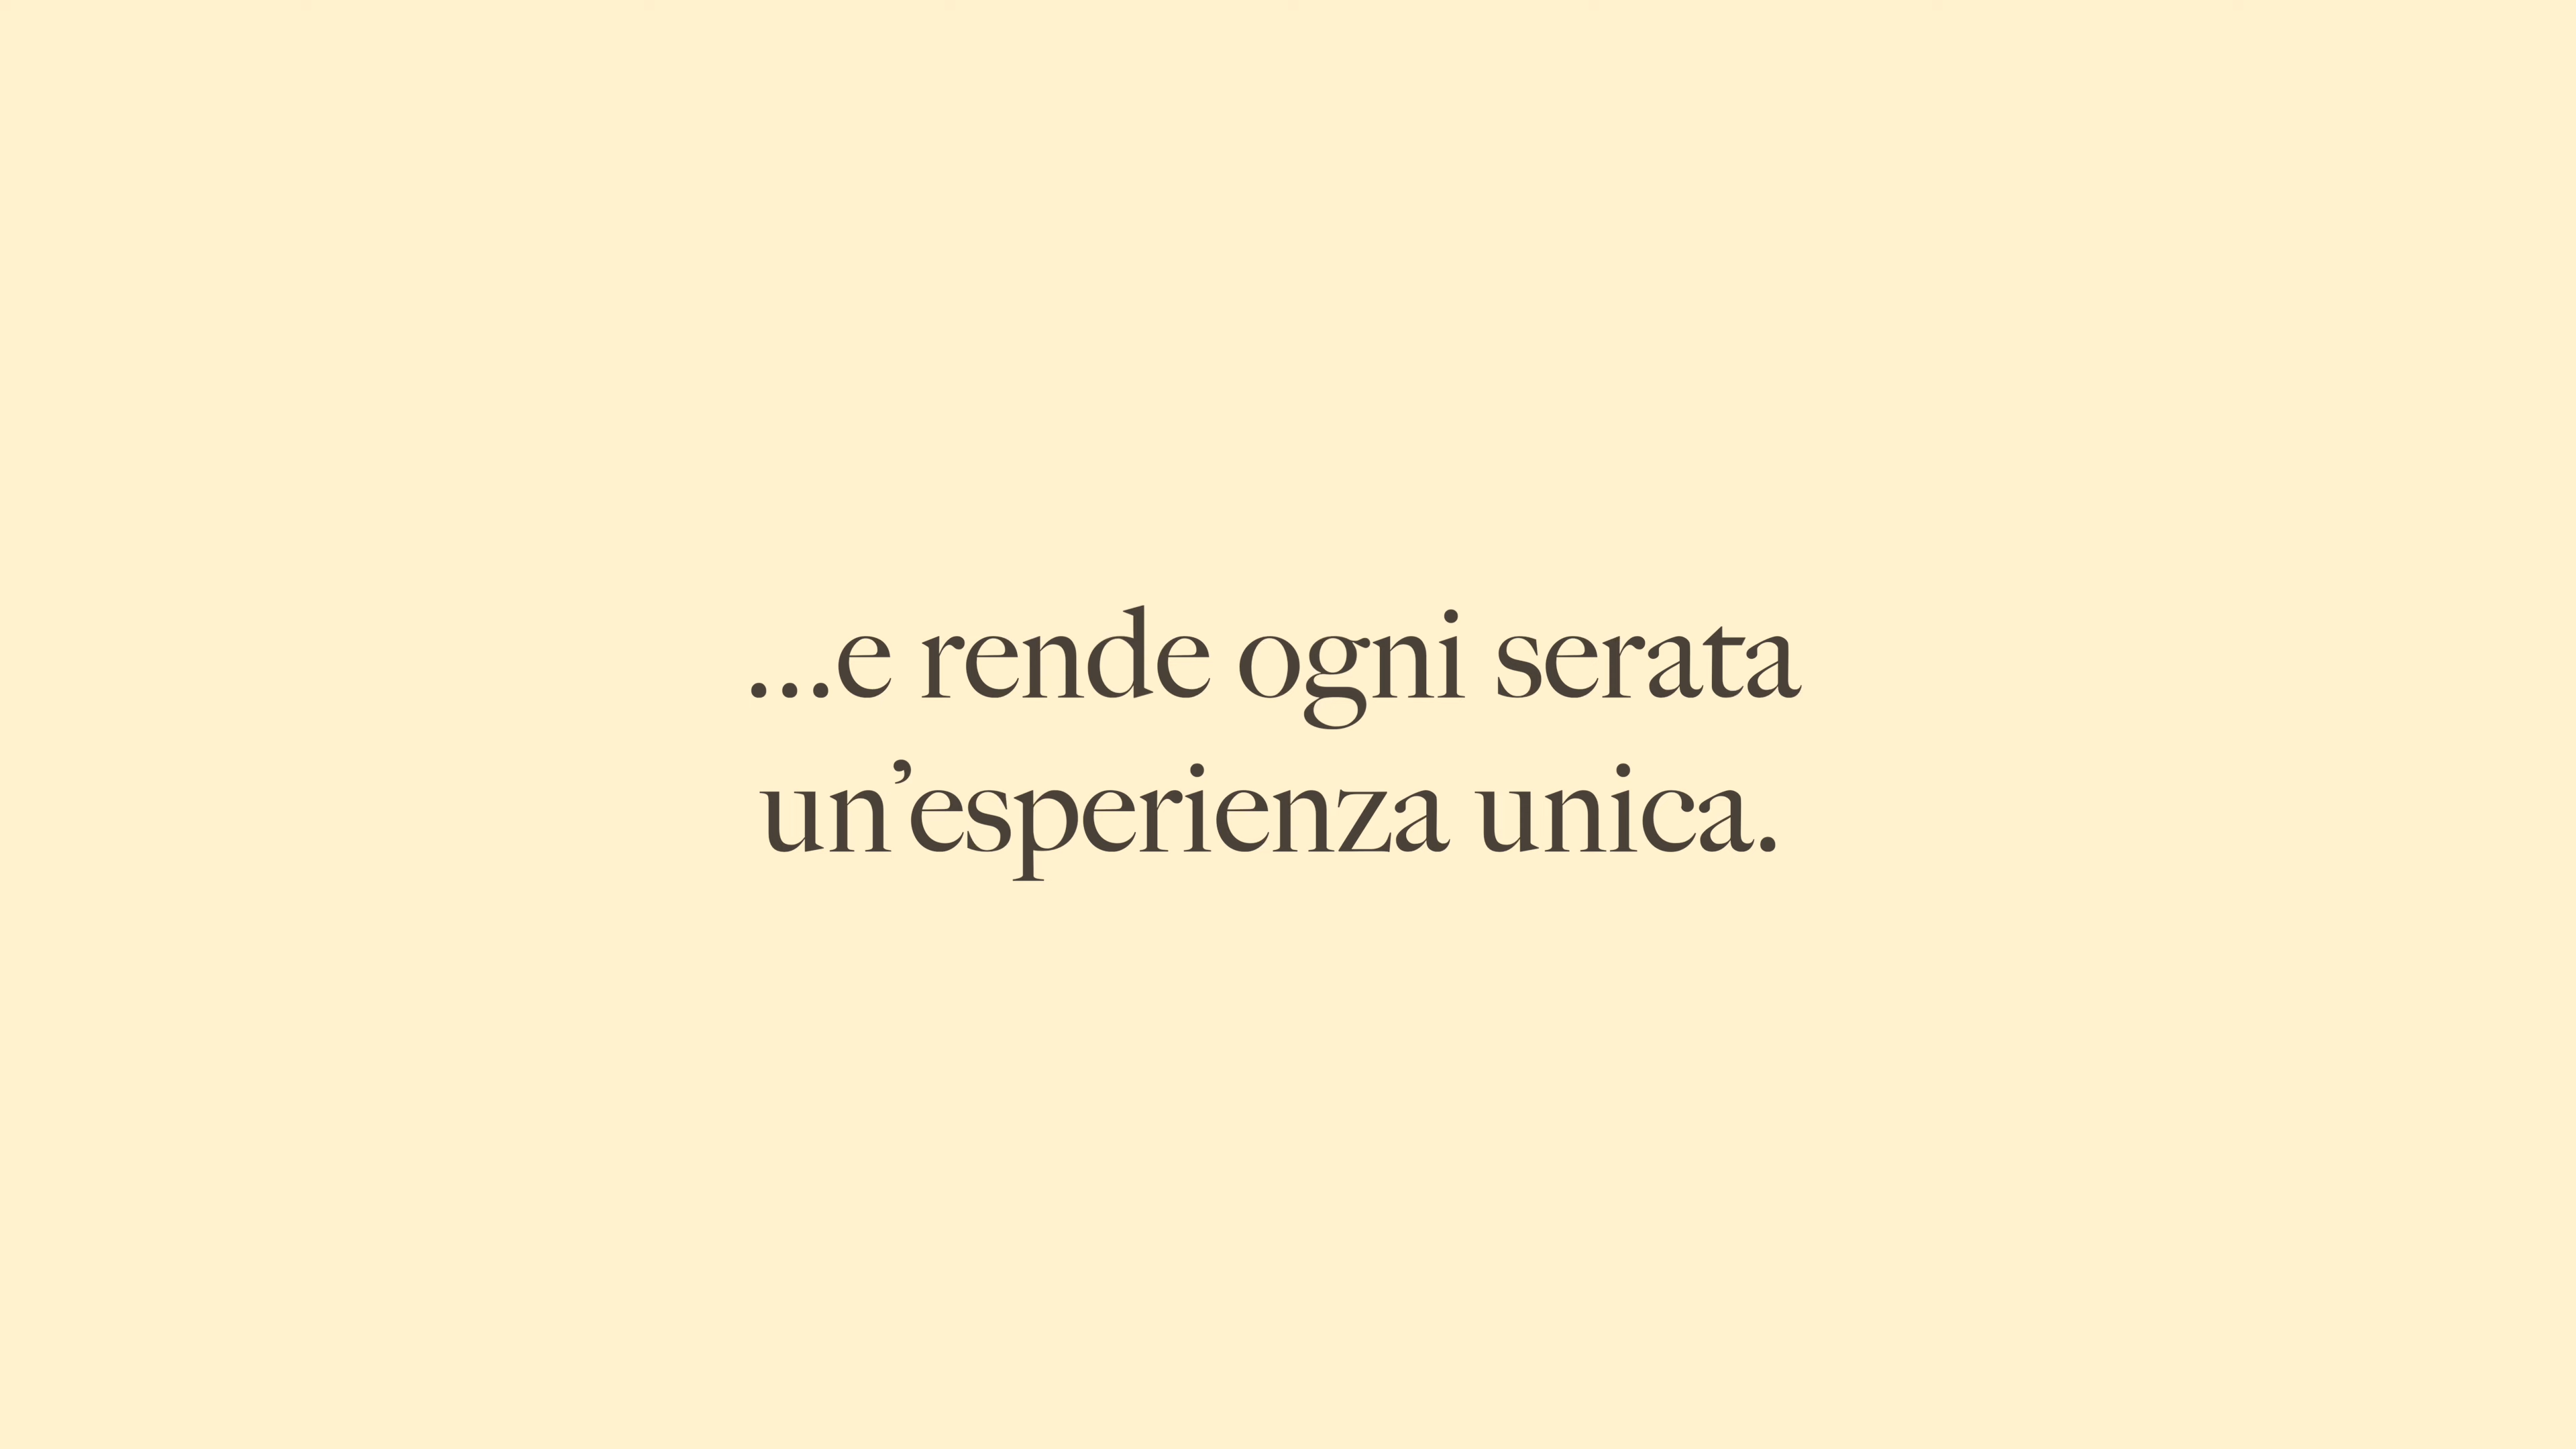 ...e rende ogni serata
un’esperienza unica.